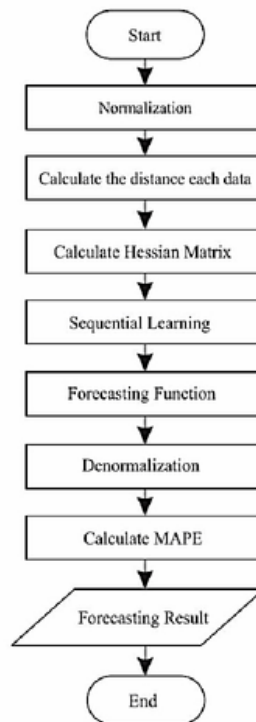 Start
Normalization
Calculate the distance each data
Calculate Hessian Matrix
Sequential Learning
Forecasting Function
Denormalization
Calculate MAPE
Forecasting Result
End